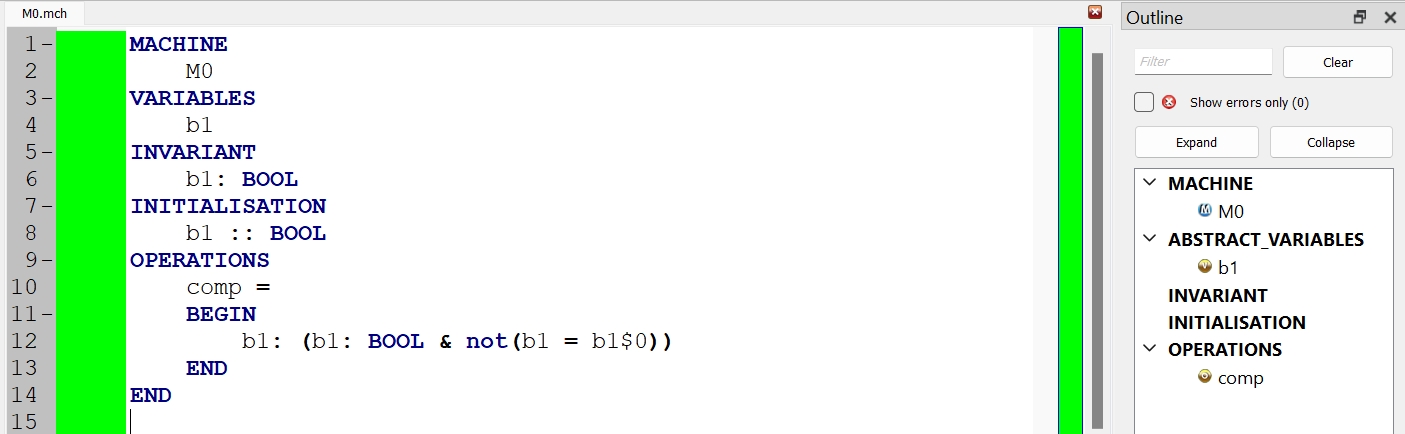 M0.mch
1 MACHINE
2     M0
3 VARIABLES
4     b1
5 INVARIANT
6     b1: BOOL
7 INITIALISATION
8     b1 :: BOOL
9 OPERATIONS
10     comp =
11     BEGIN
12         b1: (b1: BOOL & not(b1 = b1$0))
13     END
14 END
15
Outline
Filter
Clear
Show errors only (0)
Expand
Collapse
MACHINE
M0
ABSTRACT_VARIABLES
b1
INVARIANT
INITIALISATION
OPERATIONS
comp